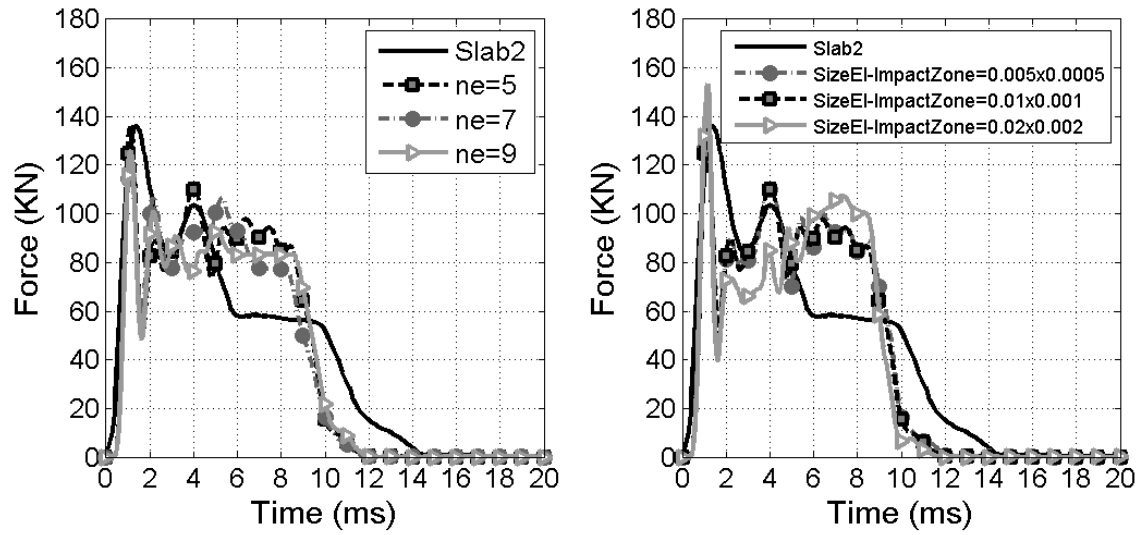 180
160
140
120
100
80
60
40
20
0
Force (KN)
0 2 4 6 8 10 12 14 16 18 20
Time (ms)
Slab2
ne=5
ne=7
ne=9
180
160
140
120
100
80
60
40
20
0
Force (KN)
0 2 4 6 8 10 12 14 16 18 20
Time (ms)
Slab2
SizeEl-ImpactZone=0.005x0.0005
SizeEl-ImpactZone=0.01x0.001
SizeEl-ImpactZone=0.02x0.002